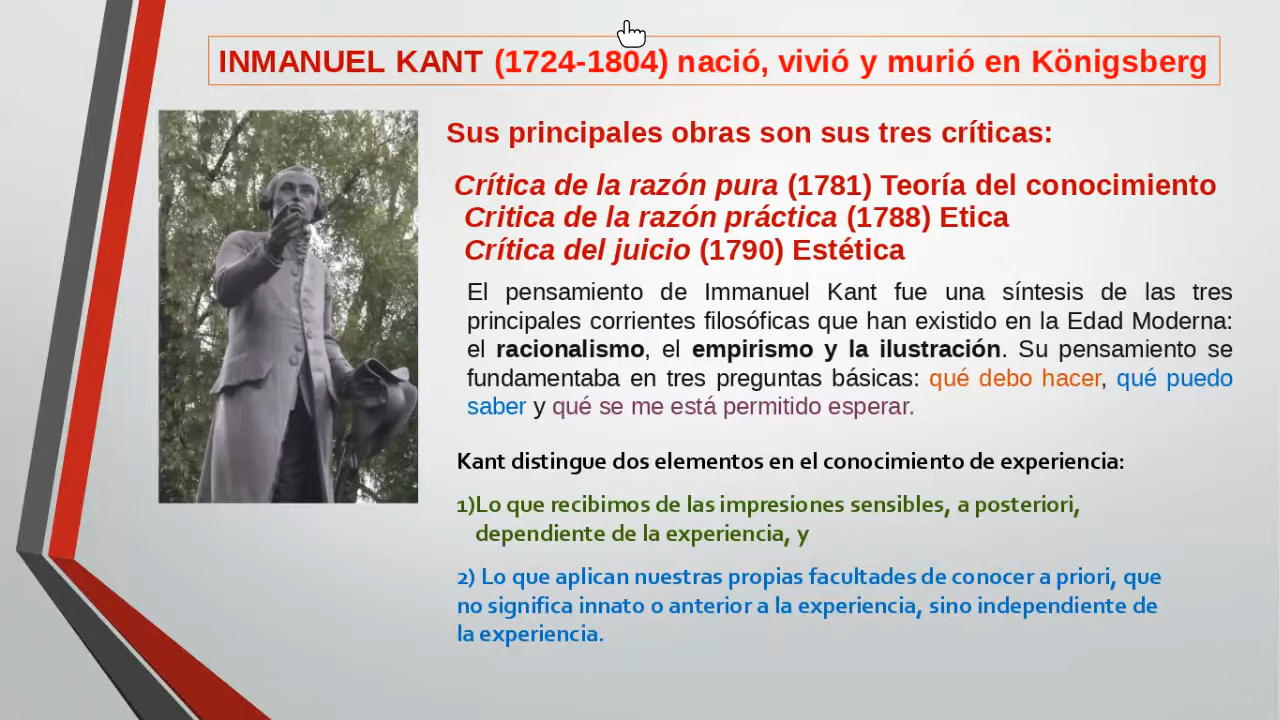 INMANUEL KANT (1724-1804) nació, vivió y murió en Königsberg
Sus principales obras son sus tres críticas:
Crítica de la razón pura (1781) Teoría del conocimiento
Critica de la razón práctica (1788) Etica
Crítica del juicio (1790) Estética
El pensamiento de Immanuel Kant fue una síntesis de las tres
principales corrientes filosóficas que han existido en la Edad Moderna:
el racionalismo, el empirismo y la ilustración. Su pensamiento se
fundamentaba en tres preguntas básicas: qué debo hacer, qué puedo
saber y qué se me está permitido esperar.
Kant distingue dos elementos en el conocimiento de experiencia:
1)Lo que recibimos de las impresiones sensibles, a posteriori,
dependiente de la experiencia, y
2) Lo que aplican nuestras propias facultades de conocer a priori, que
no significa innato o anterior a la experiencia, sino independiente de
la experiencia.